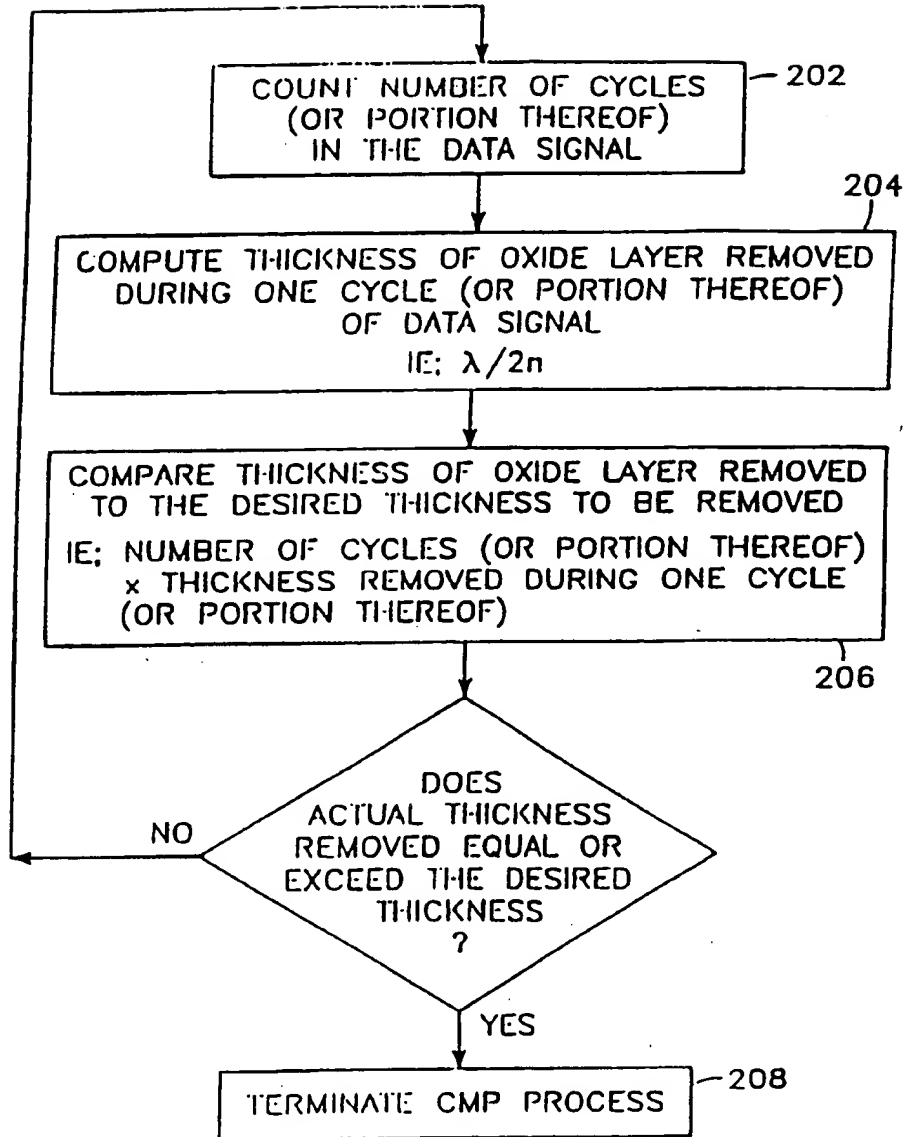 COUNT NUMBER OF CYCLES
(OR PORTION THEREOF)
IN THE DATA SIGNAL
202
204
COMPUTE THICKNESS OF OXIDE LAYER REMOVED
DURING ONE CYCLE (OR PORTION THEREOF)
OF DATA SIGNAL
IE; λ/2n
COMPARE THICKNESS OF OXIDE LAYER REMOVED
TO THE DESIRED THICKNESS TO BE REMOVED
IE; NUMBER OF CYCLES (OR PORTION THEREOF)
x THICKNESS REMOVED DURING ONE CYCLE
(OR PORTION THEREOF)
206
DOES
ACTUAL THICKNESS
REMOVED EQUAL OR
EXCEED THE DESIRED
THICKNESS
?
NO
YES
TERMINATE CMP PROCESS
208